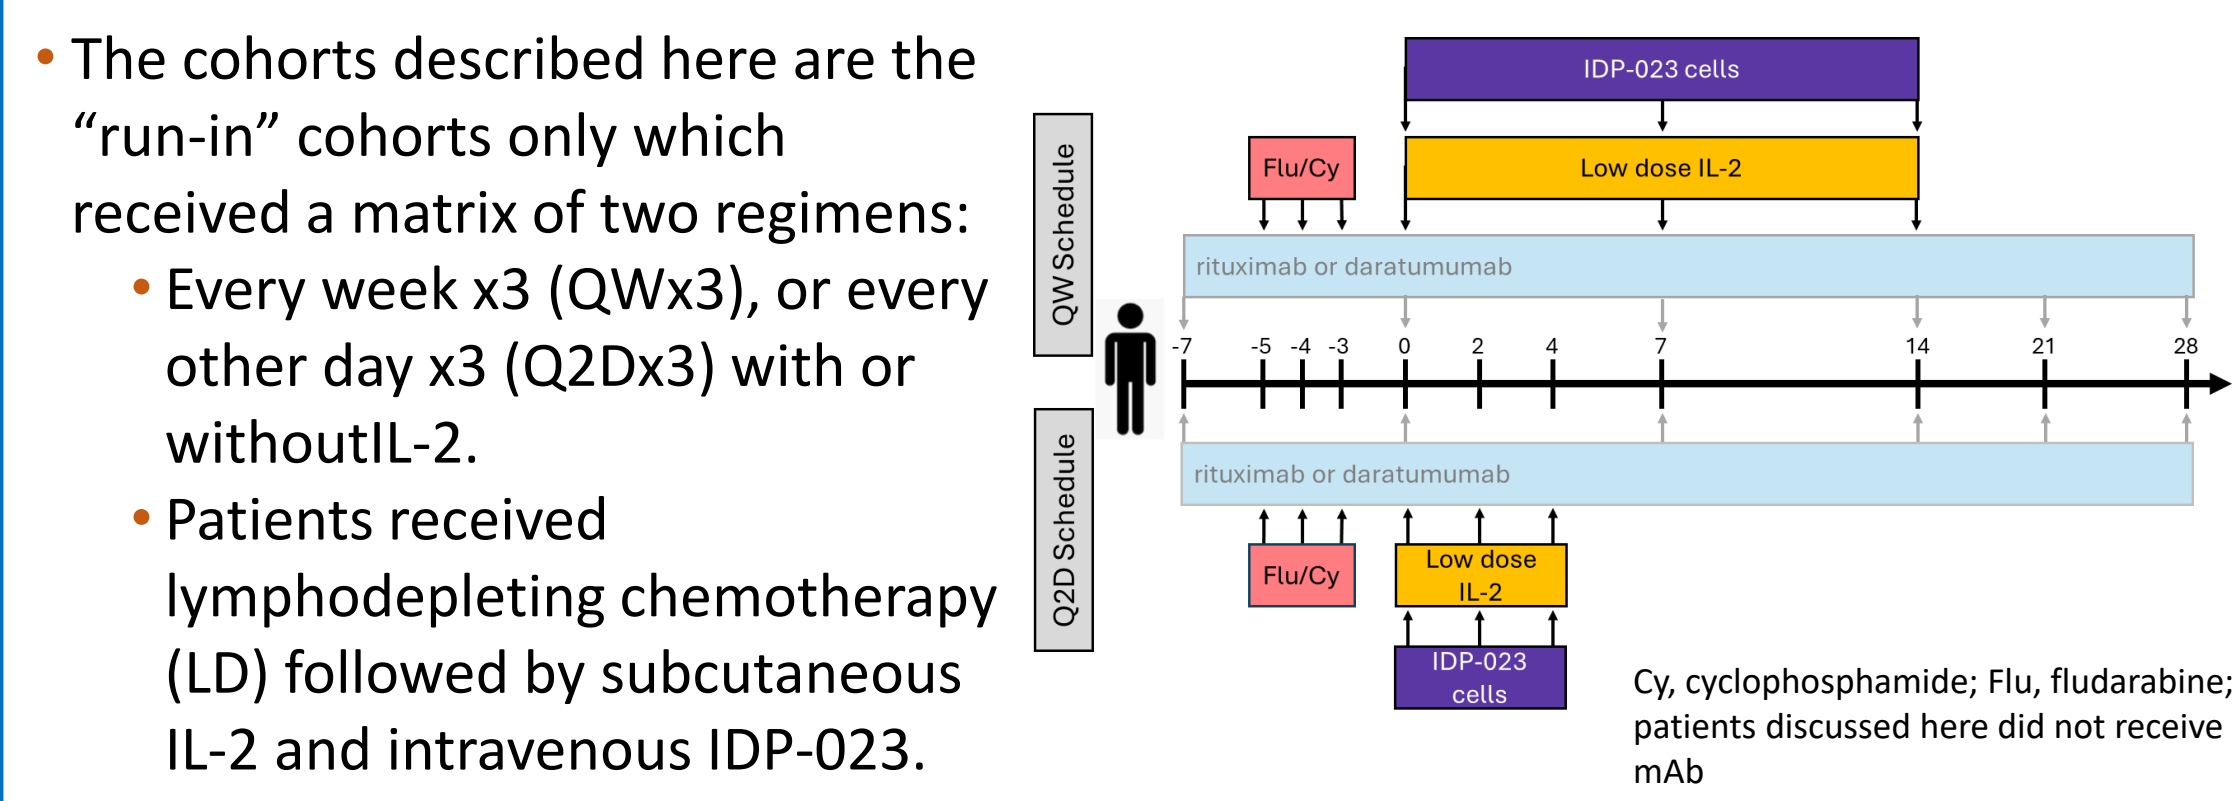 • The cohorts described here are the
“run-in” cohorts only which
received a matrix of two regimens:
• Every week x3 (QWx3), or every
other day x3 (Q2Dx3) with or
withoutIL-2.
• Patients received
lymphodepleting chemotherapy
(LD) followed by subcutaneous
IL-2 and intravenous IDP-023.
QW Schedule
IDP-023 cells
Flu/Cy
Low dose IL-2
rituximab or daratumumab
-7 -5 -4 -3 0 2 4 7 14 21 28
Q2D Schedule
rituximab or daratumumab
Flu/Cy
Low dose
IL-2
IDP-023
cells
Cy, cyclophosphamide; Flu, fludarabine;
patients discussed here did not receive
mAb